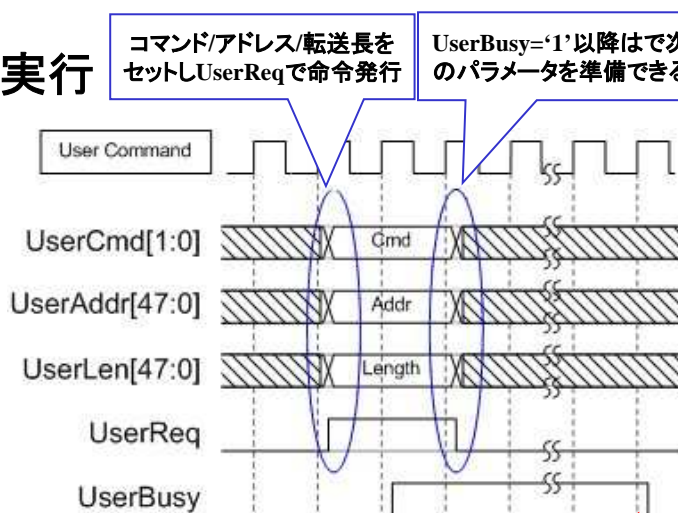 実行
コマンド/アドレス/転送長を
セットしUserReqで命令発行
UserBusy=‘1’以降はで次
のパラメータを準備できる
User Command
UserCmd[1:0]
Cmd
UserAddr[47:0]
Addr
UserLen[47:0]
Length
UserReq
UserBusy